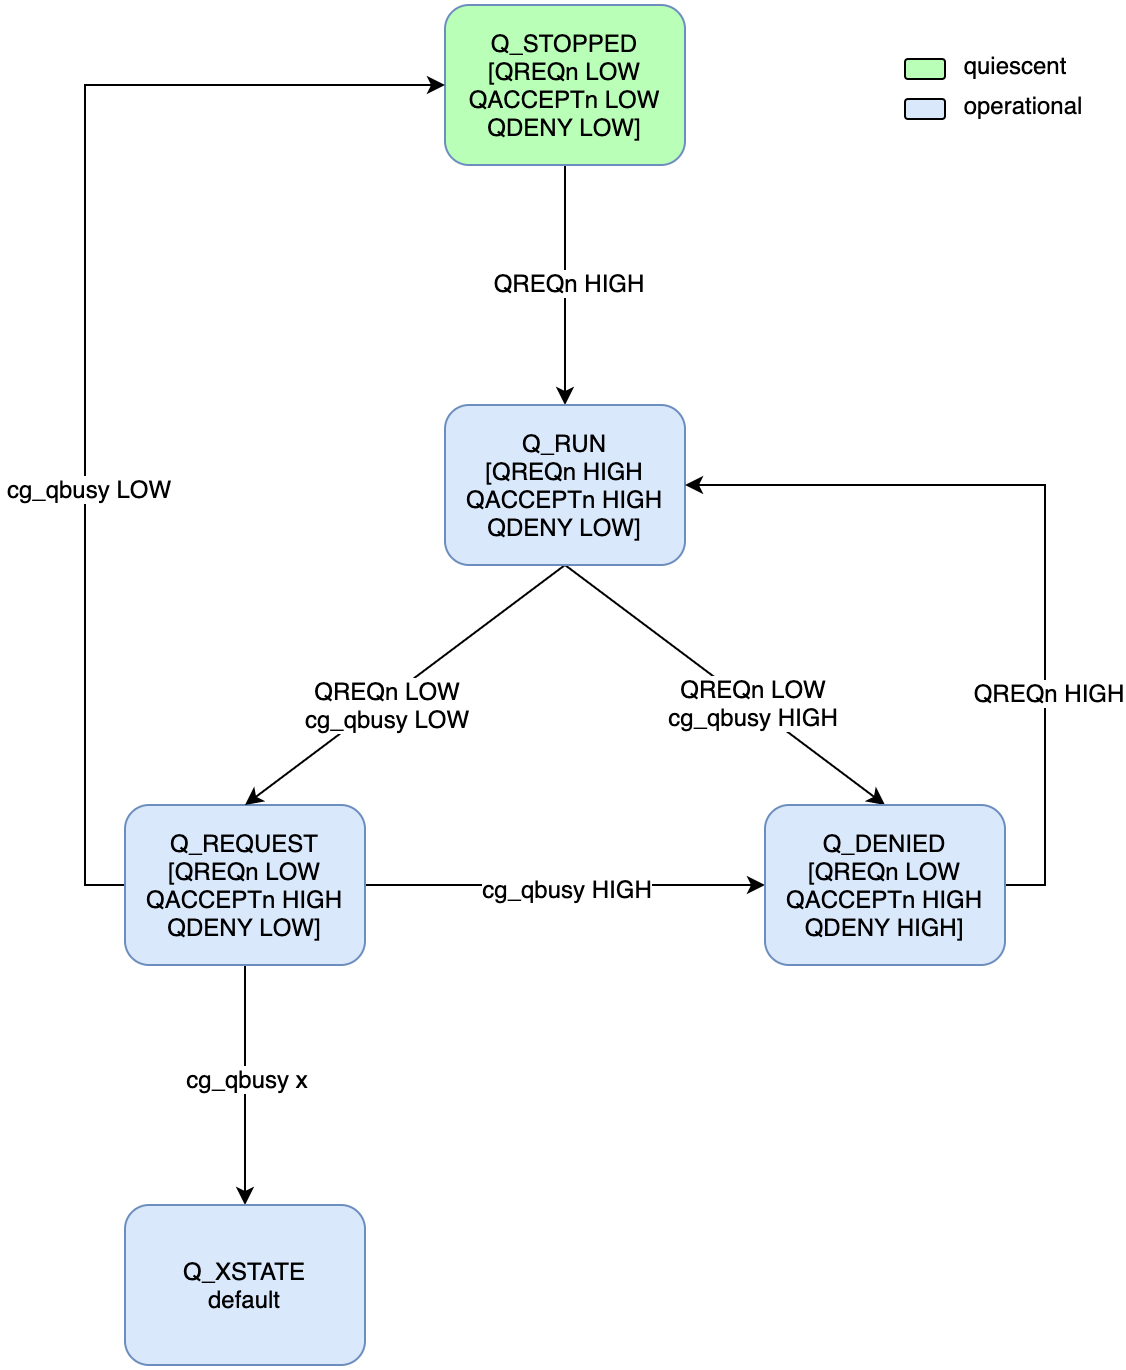 Q_STOPPED
[QREQn LOW
QACCEPTn LOW
QDENY LOW]
quiescent
operational
QREQn HIGH
Q_RUN
[QREQn HIGH
QACCEPTn HIGH
QDENY LOW]
cg_qbusy LOW
QREQn LOW
cg_qbusy LOW
QREQn LOW
cg_qbusy HIGH
QREQn HIGH
Q_REQUEST
[QREQn LOW
QACCEPTn HIGH
QDENY LOW]
cg_qbusy HIGH
Q_DENIED
[QREQn LOW
QACCEPTn HIGH
QDENY HIGH]
cg_qbusy x
Q_XSTATE
default